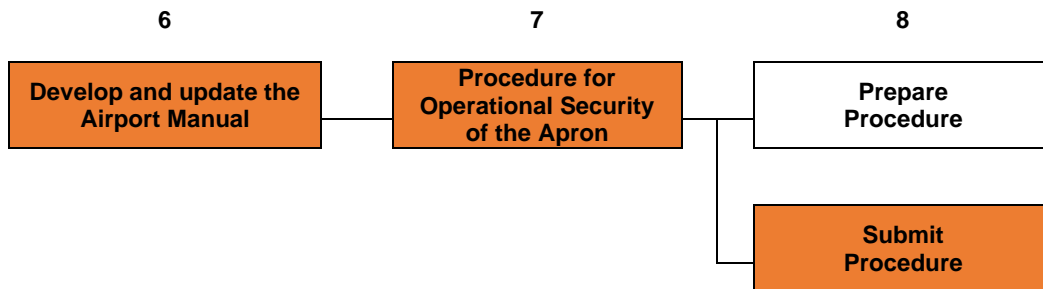 6
7
8
Develop and update the
Airport Manual
Procedure for
Operational Security
of the Apron
Prepare
Procedure
Submit
Procedure